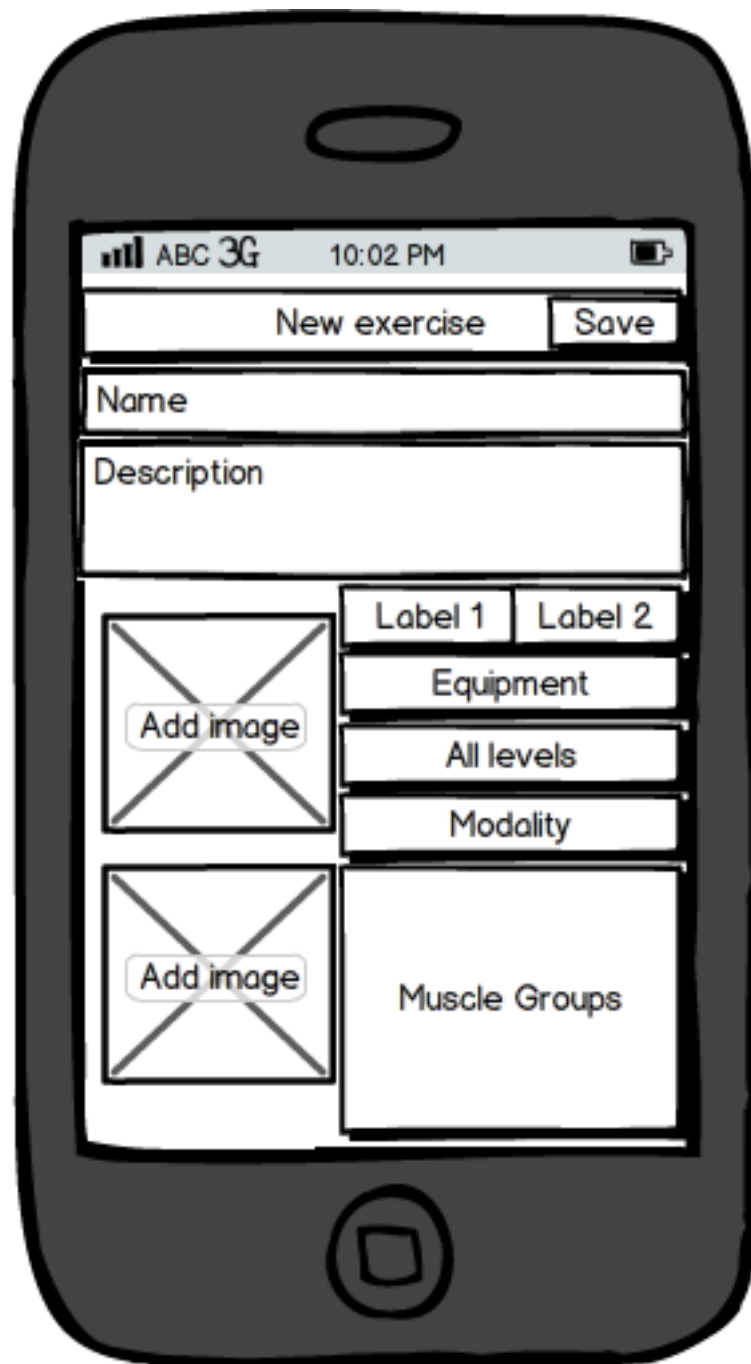 ABC 3G 10:02 PM
New exercise Save
Name
Description
Label 1 Label 2
Equipment
Add image
All levels
Modality
Add image
Muscle Groups